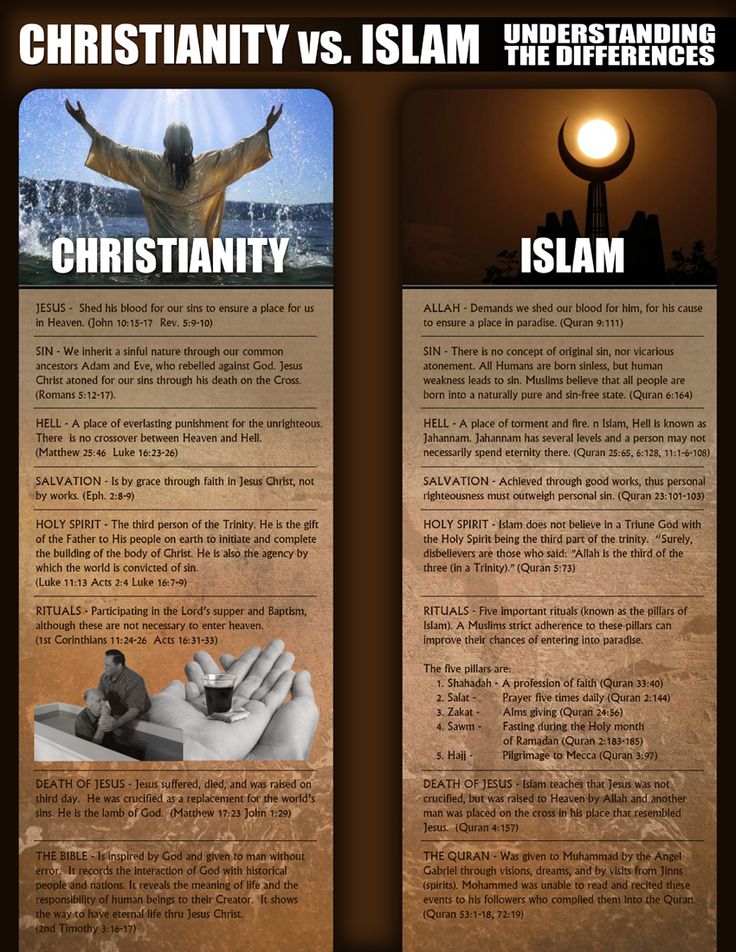 CHRISTIANITY vs. ISLAM
UNDERSTANDING
THE DIFFERENCES
CHRISTIANITY
JESUS - Shed his blood for our sins to ensure a place for us
in Heaven. (John 10:15-17 Rev. 5:9-10)
SIN - We inherit a sinful nature through our common
ancestors Adam and Eve, who rebelled against God. Jesus
Christ atoned for our sins through his death on the Cross.
(Romans 5:12-17).
HELL - A place of everlasting punishment for the unrighteous.
There is no crossover between Heaven and Hell.
(Matthew 25:46 Luke 16:23-26)
SALVATION - Is by grace through faith in Jesus Christ, not
by works. (Eph. 2:8-9)
HOLY SPIRIT - The third person of the Trinity. He is the gift
of the Father to His people on earth to initiate and complete
the building of the body of Christ. He is also the agency by
which the world is convicted of sin.
(Luke 11:13 Acts 2:4 Luke 16:7-9)
RITUALS - Participating in the Lord's supper and Baptism,
although these are not necessary to enter heaven.
(1st Corinthians 11:24-26 Acts 16:31-33)
DEATH OF JESUS - Jesus suffered, died, and was raised on
third day. He was crucified as a replacement for the world's
sins. He is the lamb of God. (Matthew 17:23 John 1:29)
THE BIBLE - Is inspired by God and given to man without
error. It records the interaction of God with historical
people and nations. It reveals the meaning of life and the
responsibility of human beings to their Creator. It shows
the way to have eternal life thru Jesus Christ.
(2nd Timothy 3:16-17)
ISLAM
ALLAH - Demands we shed our blood for him, for his cause
to ensure a place in paradise. (Quran 9:111)
SIN - There is no concept of original sin, nor vicarious
atonement. All Humans are born sinless, but human
weakness leads to sin. Muslims believe that all people are
born into a naturally pure and sin-free state. (Quran 6:164)
HELL - A place of torment and fire. n Islam, Hell is known as
Jahannam. Jahannam has several levels and a person may not
necessarily spend eternity there. (Quran 25:65, 6:128, 11:1-6-108)
SALVATION - Achieved through good works, thus personal
righteousness must outweigh personal sin. (Quran 23:101-103)
HOLY SPIRIT - Islam does not believe in a Triune God with
the Holy Spirit being the third part of the trinity. "Surely,
disbelievers are those who said: "Allah is the third of the
three (in a Trinity)." (Quran 5:73)
RITUALS - Five important rituals (known as the pillars of
Islam). A Muslims strict adherence to these pillars can
improve their chances of entering into paradise.
The five pillars are:
1. Shahadah - A profession of faith (Quran 33:40)
2. Salat - Prayer five times daily (Quran 2:144)
3. Zakat - Alms giving (Quran 24:56)
4. Sawm - Fasting during the Holy month
of Ramadan (Quran 2:183-185)
5. Hajj - Pilgrimage to Mecca (Quran 3:97)
DEATH OF JESUS - Islam teaches that Jesus was not
crucified, but was raised to Heaven by Allah and another
man was placed on the cross in his place that resembled
Jesus. (Quran 4:157)
THE QURAN - Was given to Muhammad by the Angel
Gabriel through visions, dreams, and by visits from Jinns
(spirits). Mohammed was unable to read and recited these
events to his followers who complied them into the Quran.
(Quran 53:1-18, 72:19)